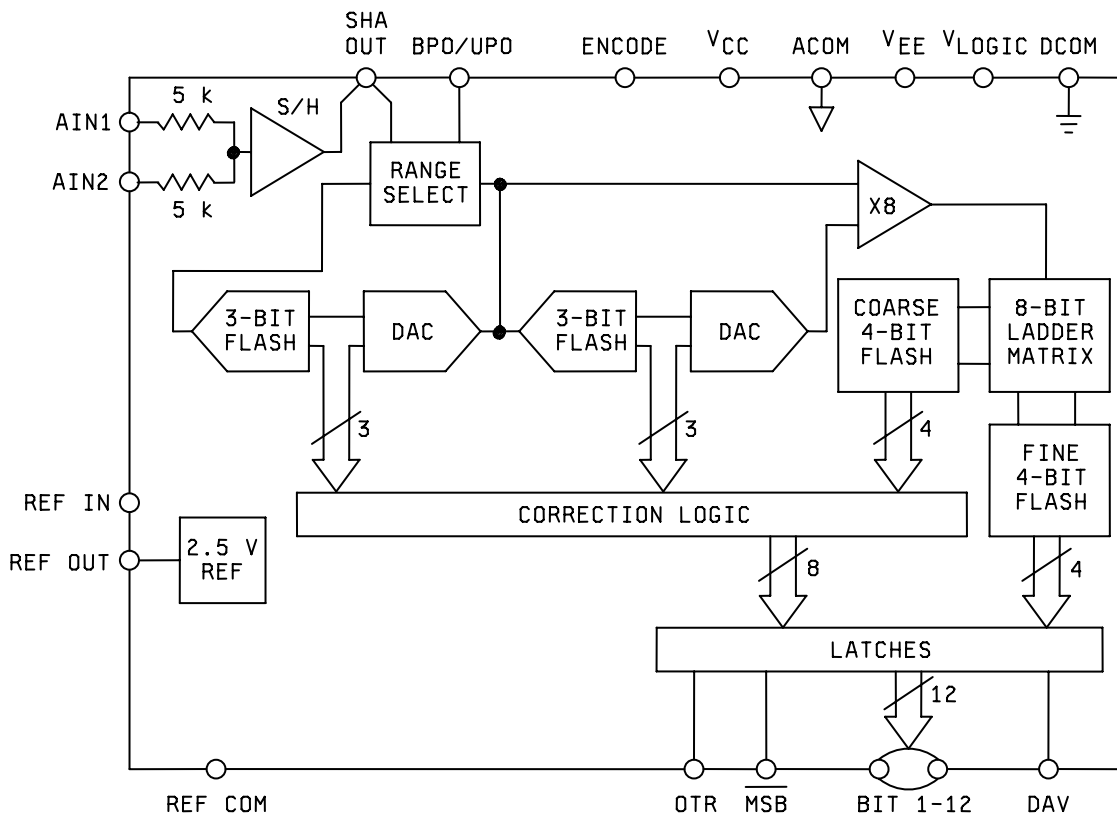 SHA
OUT
BPO/UPO
ENCODE
VCC
ACOM
VEE
VLOGIC
DCOM
AIN1
5 k
S/H
AIN2
5 k
RANGE
SELECT
X8
3-BIT
FLASH
DAC
3-BIT
FLASH
DAC
COARSE
4-BIT
FLASH
8-BIT
LADDER
MATRIX
3
3
4
FINE
4-BIT
FLASH
REF IN
CORRECTION LOGIC
REF OUT
2.5 V
REF
8
4
LATCHES
12
REF COM
OTR
MSB
BIT 1-12
DAV